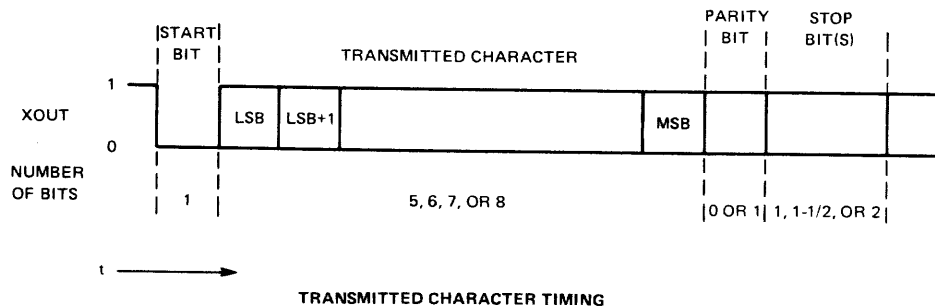 START
BIT
TRANSMITTED CHARACTER
PARITY
BIT
STOP
BIT(S)
1
XOUT
0
LSB
LSB+1
MSB
NUMBER
OF BITS
1
5, 6, 7, OR 8
0 OR 1
1, 1-1/2, OR 2
t
TRANSMITTED CHARACTER TIMING